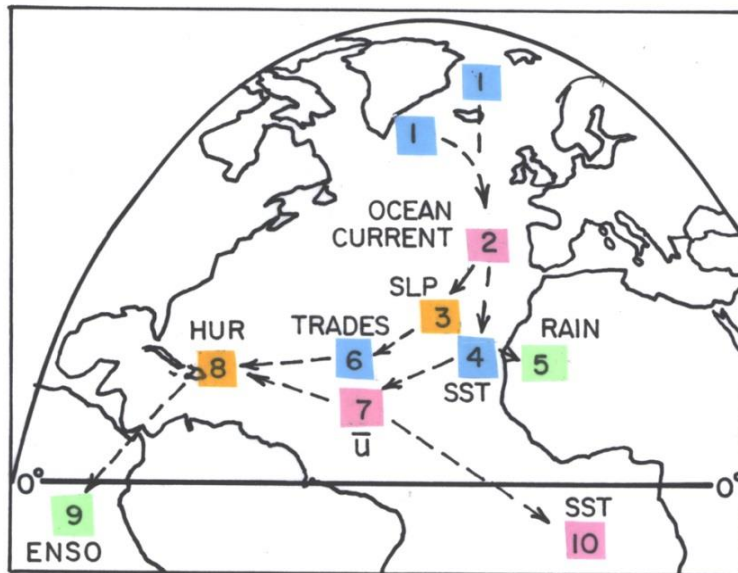 1
1
OCEAN
CURRENT
2
SLP
3
HUR
TRADES
RAIN
8
6
4
5
SST
7
u̅
0°
0°
9
ENSO
SST
10